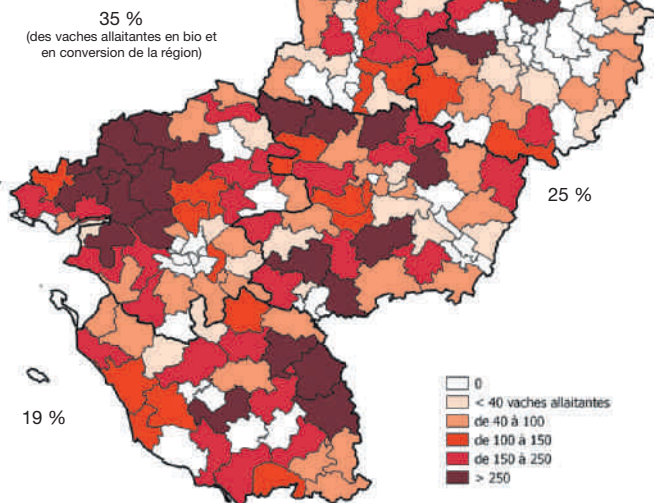 35 %
(des vaches allaitantes en bio et
en conversion de la région)
25 %
19 %
0
< 40 vaches allaitantes
de 40 à 100
de 100 à 150
de 150 à 250
> 250